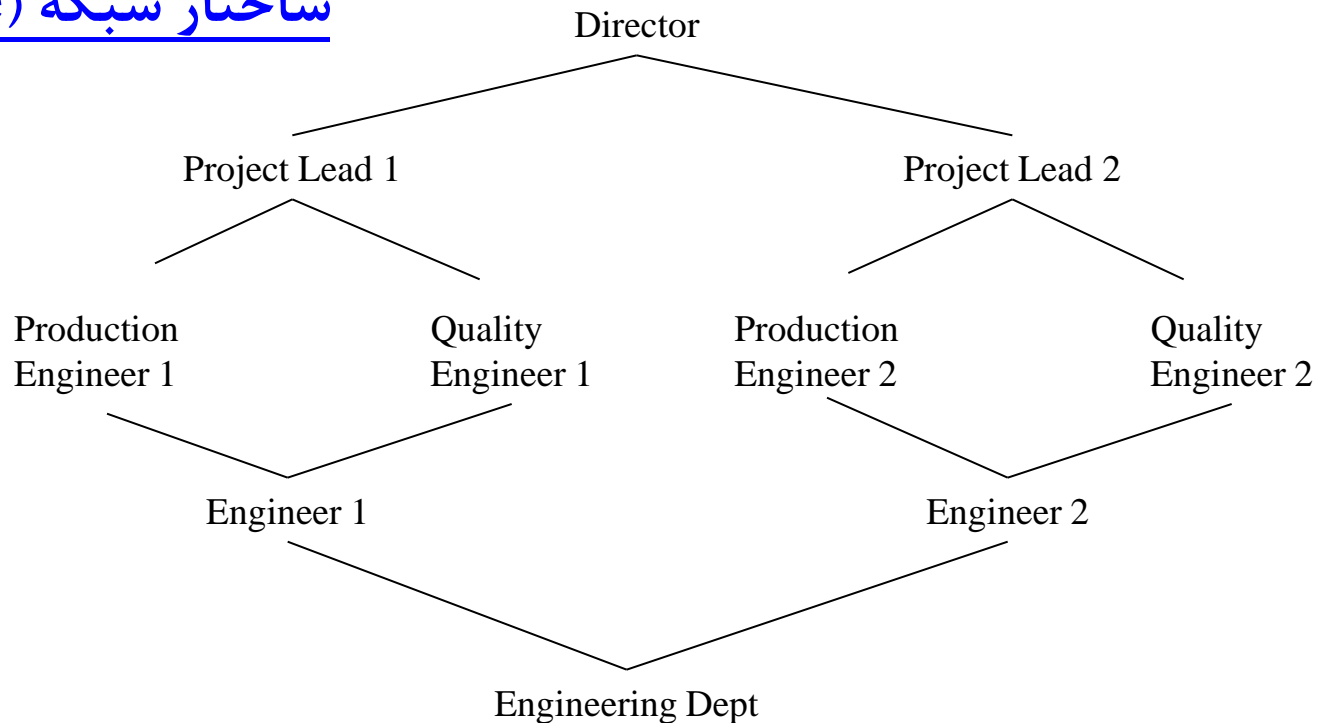 ساختار شبکه (
Director
Project Lead 1
Project Lead 2
Production
Engineer 1
Quality
Engineer 1
Production
Engineer 2
Quality
Engineer 2
Engineer 1
Engineer 2
Engineering Dept